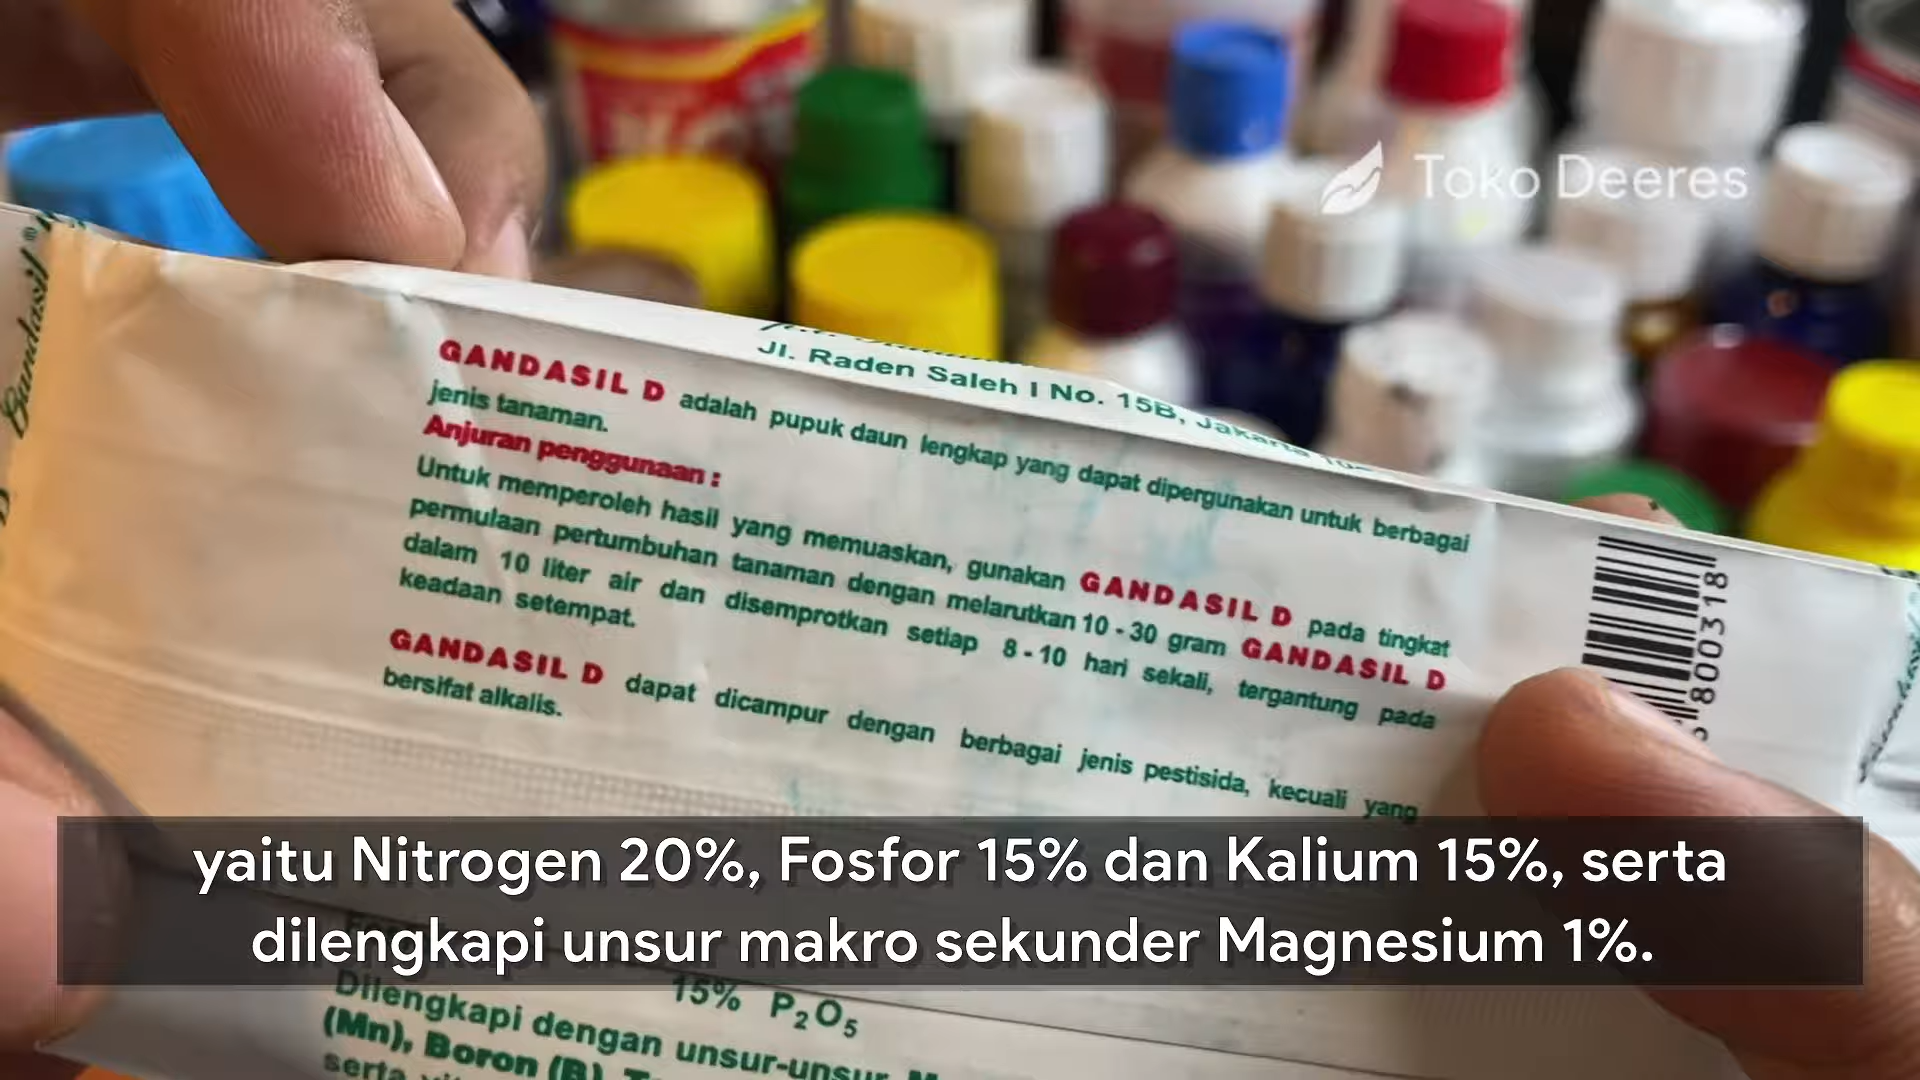 Toko Deeres
Gandasil
Jl. Raden Saleh I No. 15B, Jakarta
GANDASIL D adalah pupuk daun lengkap yang dapat dipergunakan untuk berbagai
jenis tanaman.
Anjuran penggunaan :
Untuk memperoleh hasil yang memuaskan, gunakan GANDASIL D pada tingkat
permulaan pertumbuhan tanaman dengan melarutkan 10 - 30 gram GANDASIL D
dalam 10 liter air dan disemprotkan setiap 8 - 10 hari sekali, tergantung pada
keadaan setempat.
GANDASIL D dapat dicampur dengan berbagai jenis pestisida, kecuali yang
bersifat alkalis.
800318
yaitu Nitrogen 20%, Fosfor 15% dan Kalium 15%, serta
dilengkapi unsur makro sekunder Magnesium 1%.
15% P₂O₅
Dilengkapi dengan unsur-unsur
(Mn), Boron (B),
serta